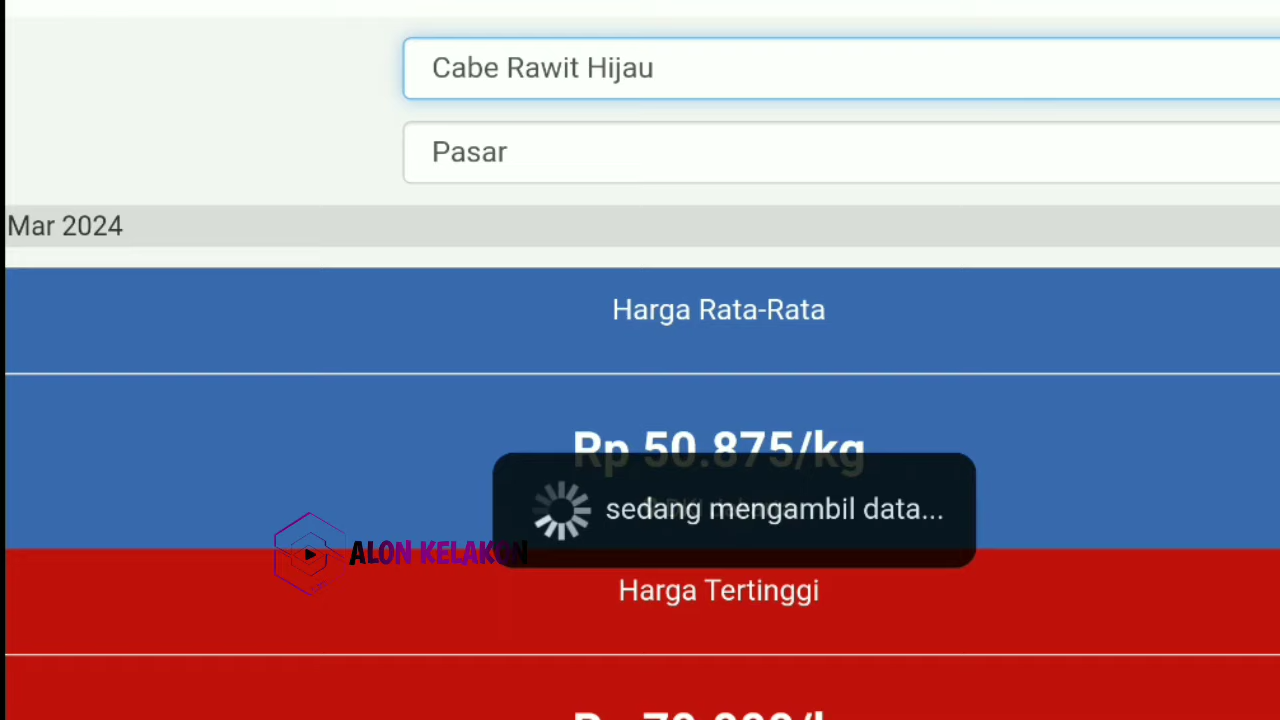 Cabe Rawit Hijau
Pasar
Mar 2024
Harga Rata-Rata
Rp 50.875/kg
sedang mengambil data...
ALON KELAKON
Harga Tertinggi